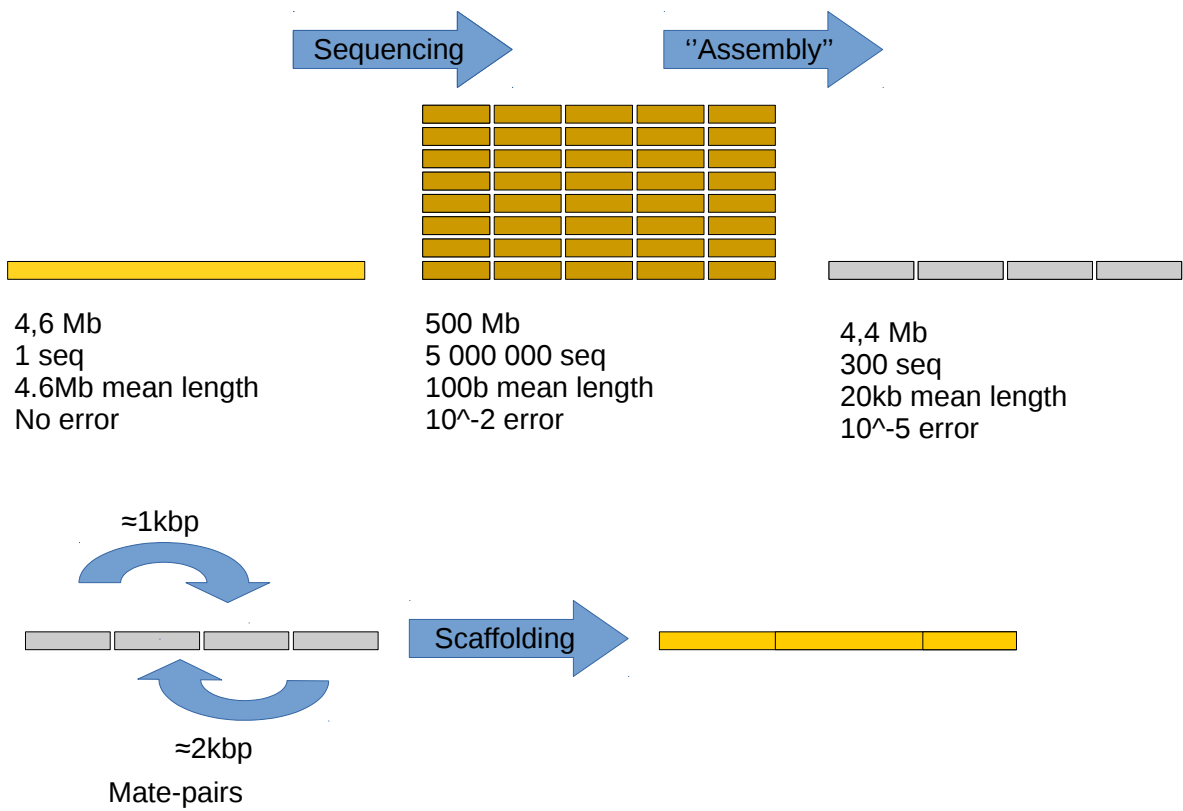 Sequencing
‘’Assembly’’
4,6 Mb
1 seq
4.6Mb mean length
No error
500 Mb
5 000 000 seq
100b mean length
10^-2 error
4,4 Mb
300 seq
20kb mean length
10^-5 error
≈1kbp
Scaffolding
≈2kbp
Mate-pairs